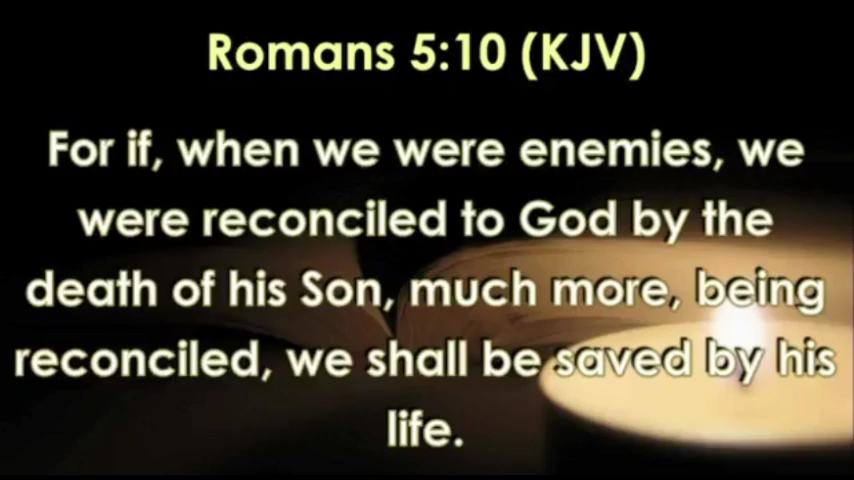 Romans 5:10 (KJV)
For if, when we were enemies, we
were reconciled to God by the
death of his Son, much more, being
reconciled, we shall be saved by his
life.